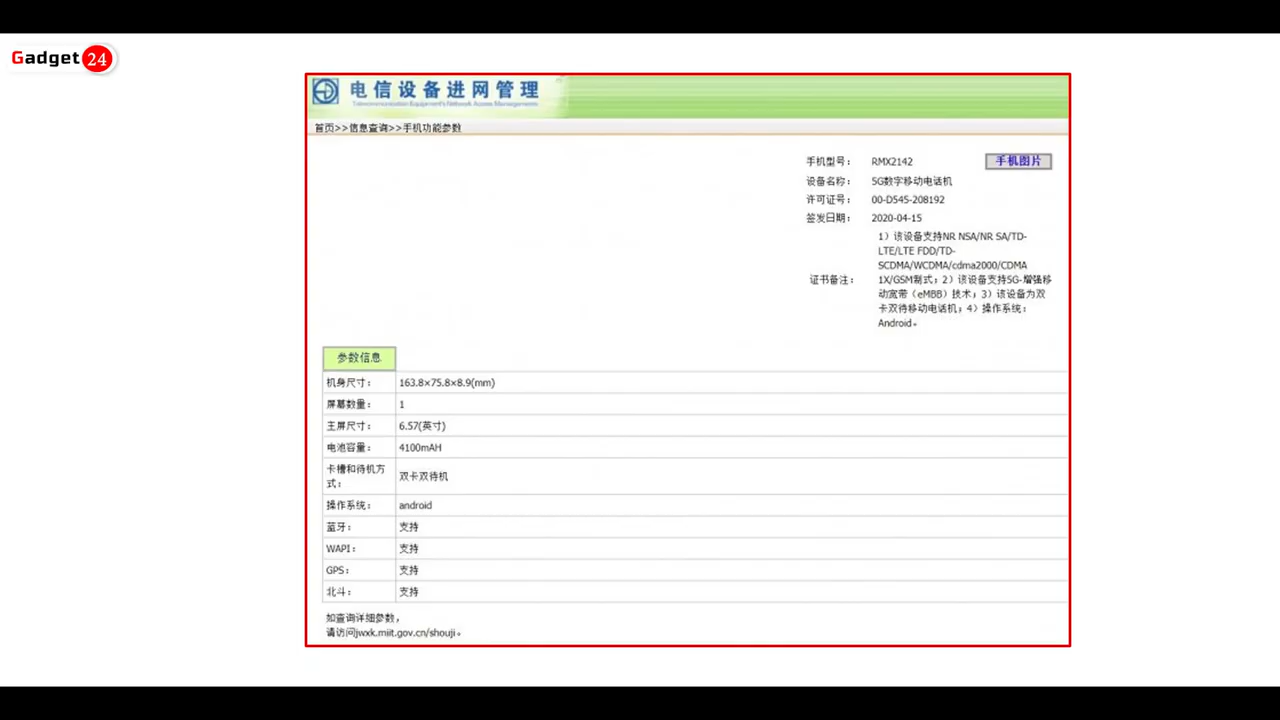 Gadget 24
电信设备进网管理
Telecommunication Equipment's Network Access Managements
首页>>信息查询>>手机功能参数
手机型号： RMX2142 手机图片
设备名称： 5G数字移动电话机
许可证号： 00-D545-208192
签发日期： 2020-04-15
证书备注：
1）该设备支持NR NSA/NR SA/TD-
LTE/LTE FDD/TD-
SCDMA/WCDMA/cdma2000/CDMA
1X/GSM制式；2）该设备支持5G-增强移
动宽带（eMBB）技术；3）该设备为双
卡双待移动电话机；4）操作系统：
Android。
参数信息
机身尺寸： 163.8×75.8×8.9(mm)
屏幕数量： 1
主屏尺寸： 6.57(英寸)
电池容量： 4100mAH
卡槽和待机方
式： 双卡双待机
操作系统： android
蓝牙： 支持
WAPI： 支持
GPS： 支持
北斗： 支持
如查询详细参数，
请访问jwxk.miit.gov.cn/shouji。